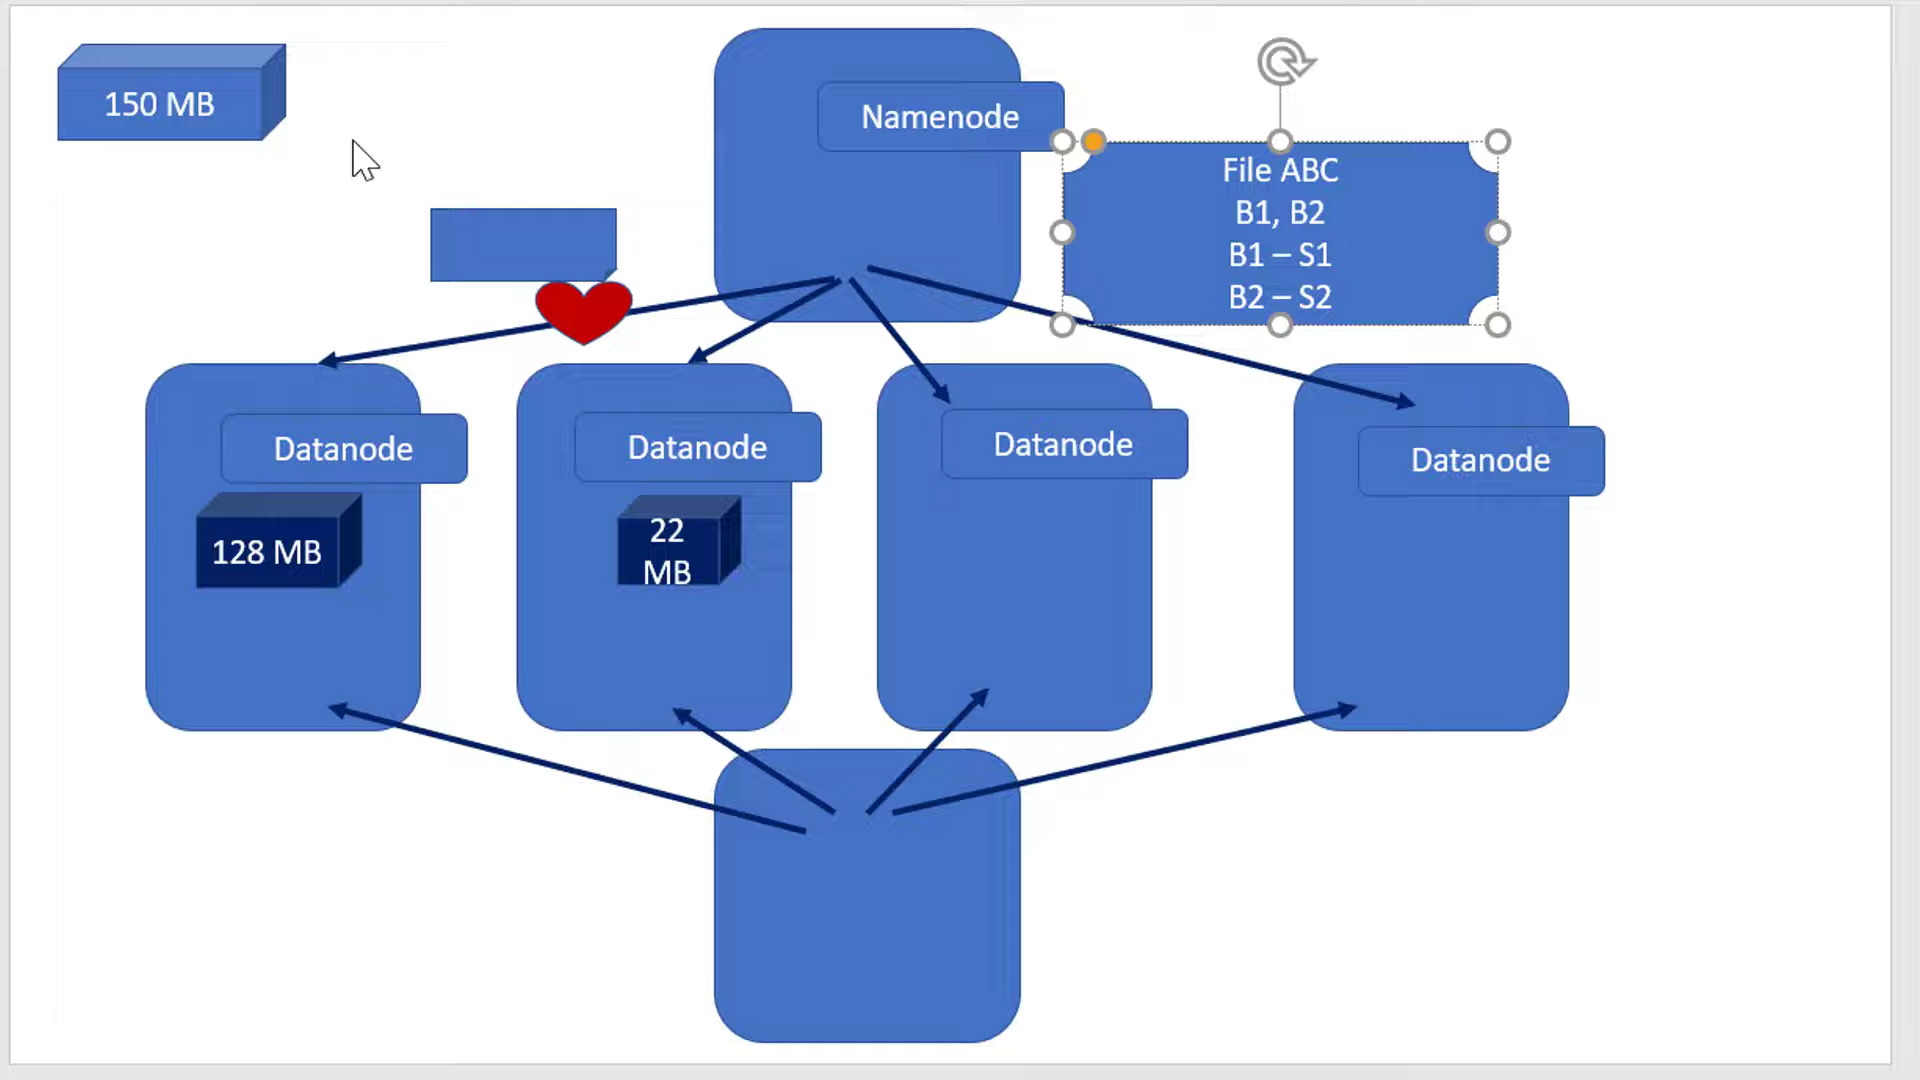 150 MB
Namenode
File ABC
B1, B2
B1 – S1
B2 – S2
Datanode
Datanode
Datanode
Datanode
128 MB
22
MB